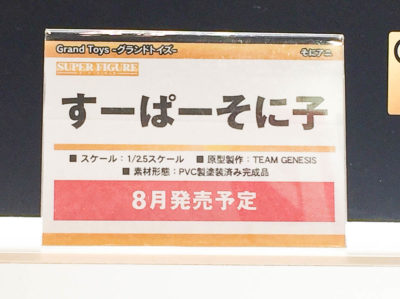 Grand Toys -グランドトイズ- そにアニ
SUPER FIGURE
すーぱーそに子
■ スケール：1/2.5スケール ■ 原型製作：TEAM GENESIS
■ 素材形態：PVC製塗装済み完成品
8月発売予定